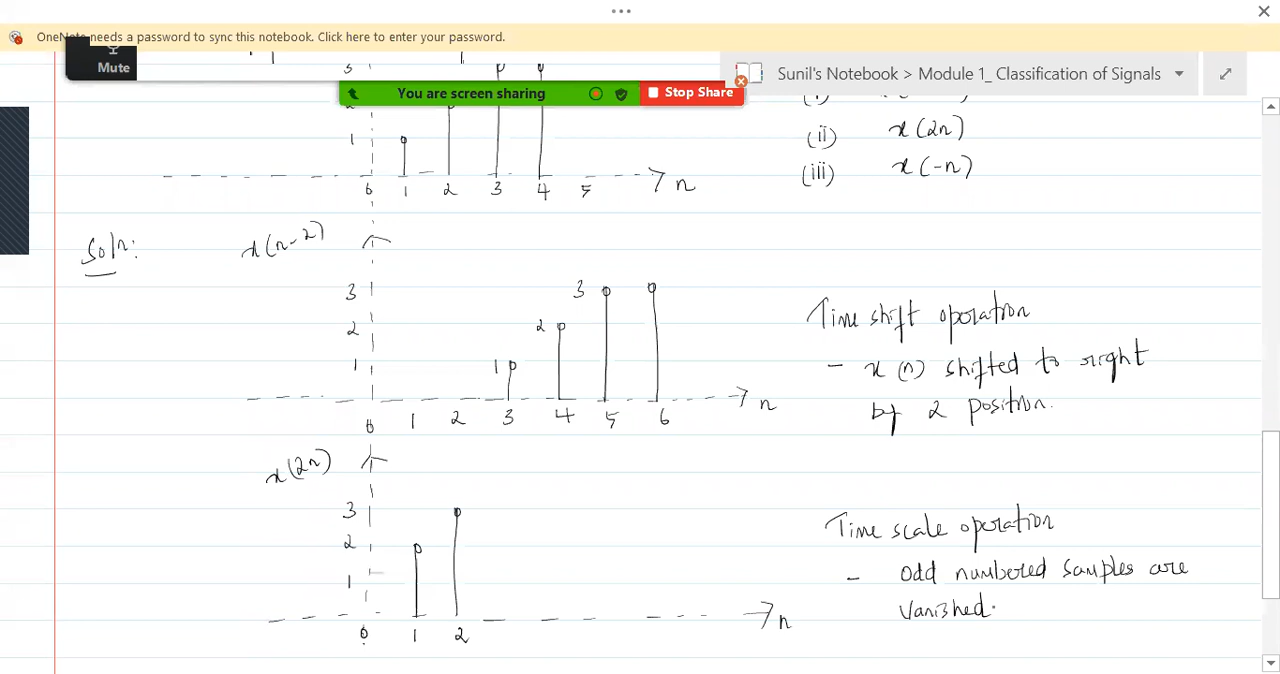 OneNote needs a password to sync this notebook. Click here to enter your password.
Mute
You are screen sharing
Stop Share
Sunil's Notebook > Module 1_ Classification of Signals
3
2
1
0 1 2 3 4 5 n
(i)
(ii) x(2n)
(iii) x(-n)
Soln:
x(n-2)
3
2
1
1 2 3
0 1 2 3 4 5 6 n
Time shift operation
- x(n) shifted to right
by 2 position.
x(2n)
3
2
1
0 1 2 n
Time scale operation
- Odd numbered samples are
vanished.